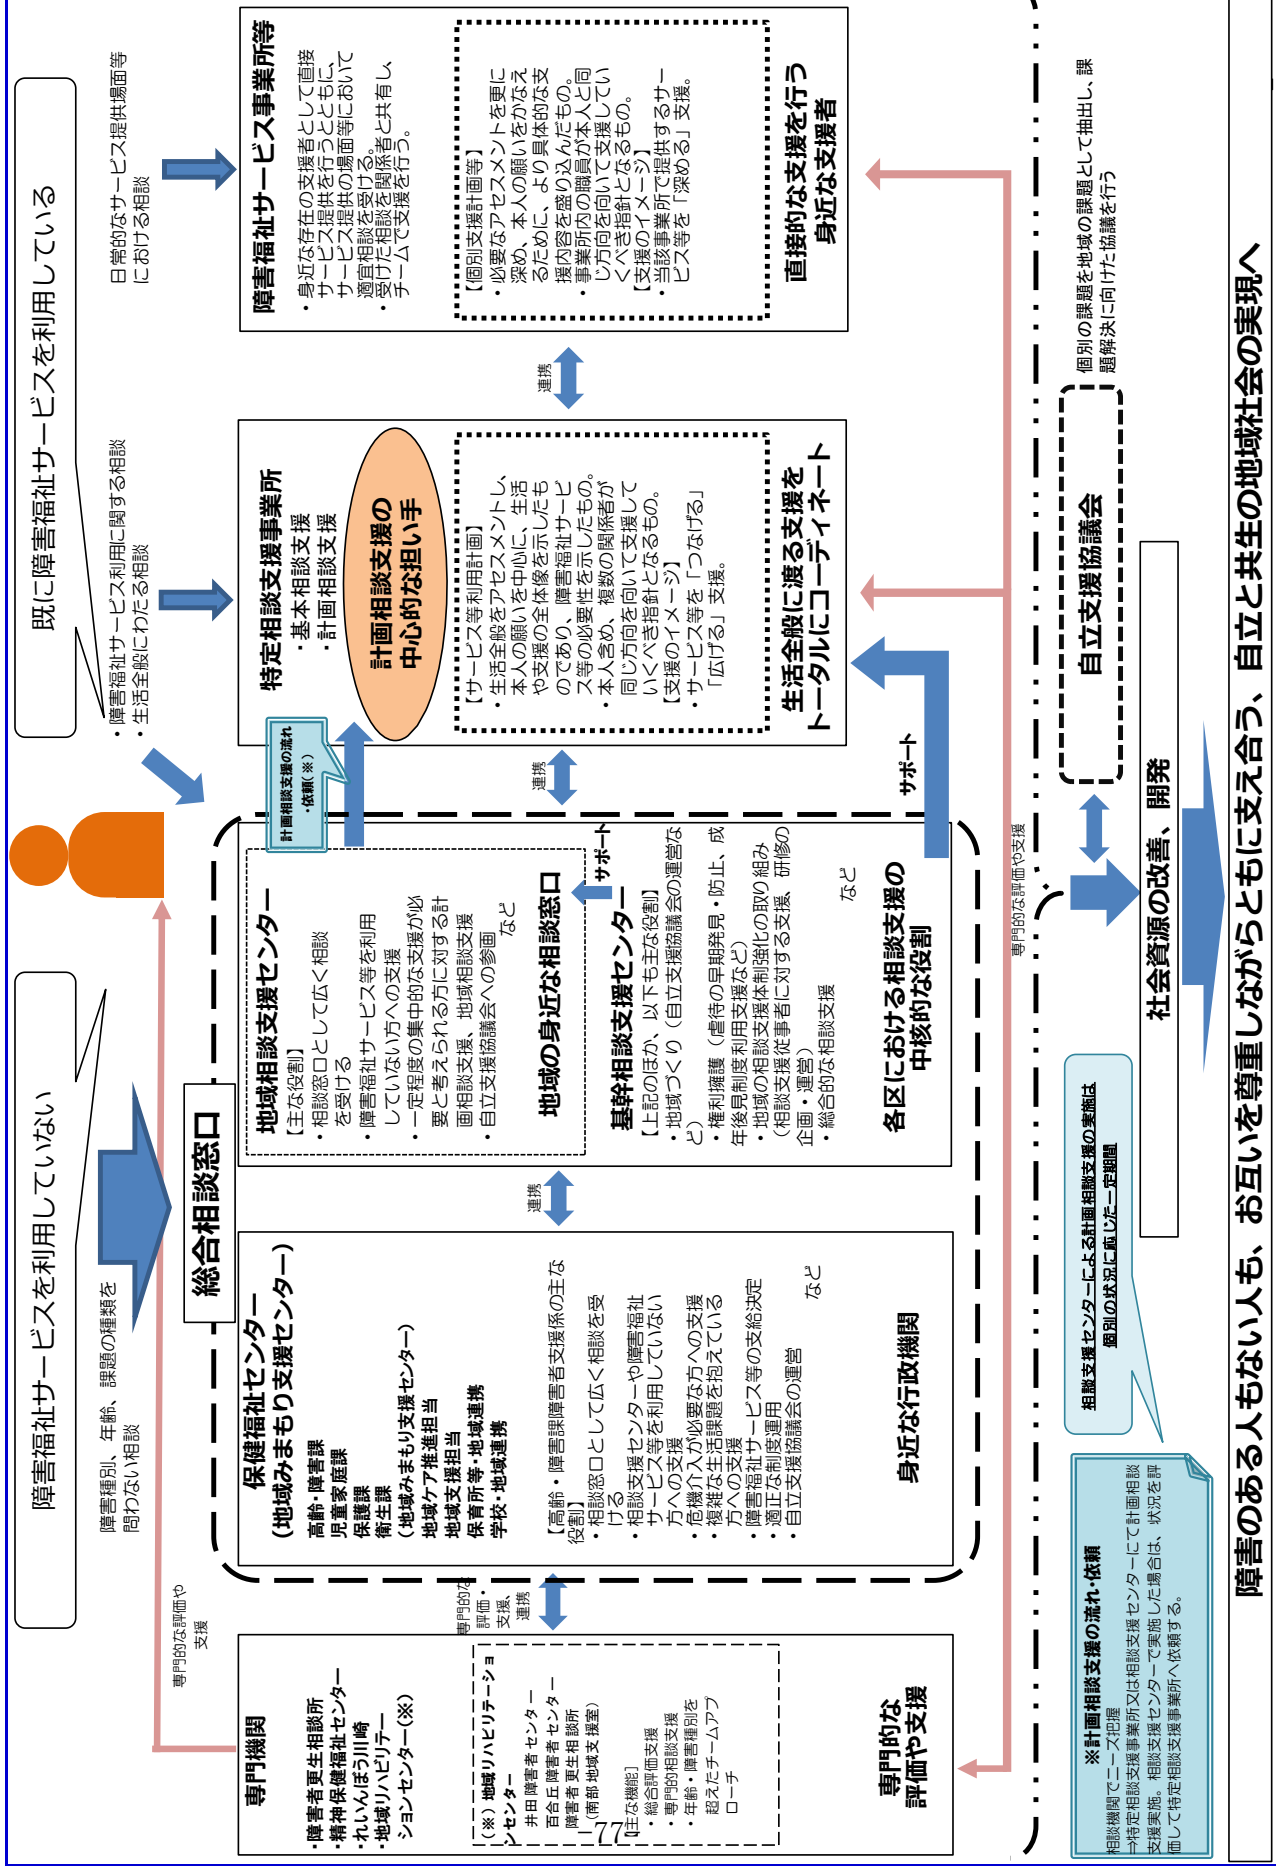 障害福祉サービスを利用していない
既に障害福祉サービスを利用している
障害種別、年齢、課題の種類を
問わない相談
・障害福祉サービス利用に関する相談
・生活全般にわたる相談
日常的なサービス提供場面等
における相談
専門的な評価や
支援
総合相談窓口
専門機関
・障害者更生相談所
・精神保健福祉センター
・れいんぼう川崎
・地域リハビリテー
ションセンター(※)
(※) 地域リハビリテーショ
ンセンター
井田障害者センター
百合丘障害者センター
障害者更生相談所
(南部地域支援室)
[主な機能]
・総合評価支援
・専門的相談支援
・年齢・障害種別を
超えたチームアプ
ローチ
専門的な
評価や支援
専門的な
評価・
支援、
連携
保健福祉センター
(地域みまもり支援センター)
高齢・障害課
児童家庭課
保護課
衛生課
(地域みまもり支援センター)
地域ケア推進担当
地域支援担当
保育所等・地域連携
学校・地域連携
【高齢・障害課障害者支援係の主な
役割】
・相談窓口として広く相談を受
ける
・相談支援センターや障害福祉
サービス等を利用していない
方への支援
・危機介入が必要な方への支援
・複雑な生活課題を抱えている
方への支援
・障害福祉サービス等の支給決定
・適正な制度運用
・自立支援協議会の運営
など
身近な行政機関
連携
地域相談支援センター
【主な役割】
・相談窓口として広く相談
を受ける
・障害福祉サービス等を利用
していない方への支援
・一定程度の集中的な支援が必
要と考えられる方に対する計
画相談支援、地域相談支援
・自立支援協議会への参画
など
地域の身近な相談窓口
サポート
基幹相談支援センター
【上記のほか、以下も主な役割】
・地域づくり（自立支援協議会の運営な
ど）
・権利擁護（虐待の早期発見・防止、成
年後見制度利用支援など）
・地域の相談支援体制強化の取り組み
（相談支援従事者に対する支援、研修の
企画・運営）
・総合的な相談支援
など
各区における相談支援の
中核的な役割
計画相談支援の流れ
・依頼(※)
連携
サポート
特定相談支援事業所
・基本相談支援
・計画相談支援
計画相談支援の
中心的な担い手
【サービス等利用計画】
・生活全般をアセスメントし、
本人の願いを中心に、生活
や支援の全体像を示したも
のであり、障害福祉サービ
ス等の必要性を示したもの。
・本人含め、複数の関係者が
同じ方向を向いて支援して
いくべき指針となるもの。
【支援のイメージ】
・サービス等を「つなげる」
「広げる」支援。
生活全般に渡る支援を
トータルにコーディネート
連携
障害福祉サービス事業所等
・身近な存在の支援者として直接
サービス提供を行うとともに、
サービス提供の場面等において
適宜相談を受ける。
・受けた相談を関係者と共有し、
チームで支援を行う。
【個別支援計画等】
・必要なアセスメントを更に
深め、本人の願いをかなえ
るために、より具体的な支
援内容を盛り込んだもの。
・事業所内の職員が本人と同
じ方向を向いて支援してい
くべき指針となるもの。
【支援のイメージ】
・当該事業所で提供するサー
ビス等を「深める」支援。
直接的な支援を行う
身近な支援者
専門的な評価や支援
自立支援協議会
個別の課題を地域の課題として抽出し、課
題解決に向けた協議を行う
相談支援センターによる計画相談支援の実施は
個別の状況に応じた一定期間
※計画相談支援の流れ・依頼
相談機関でニーズ把握
⇒特定相談支援事業所又は相談支援センターにて計画相談
支援実施。相談支援センターで実施した場合は、状況を評
価して特定相談支援事業所へ依頼する。
社会資源の改善、開発
障害のある人もない人も、お互いを尊重しながらともに支え合う、自立と共生の地域社会の実現へ
-77-